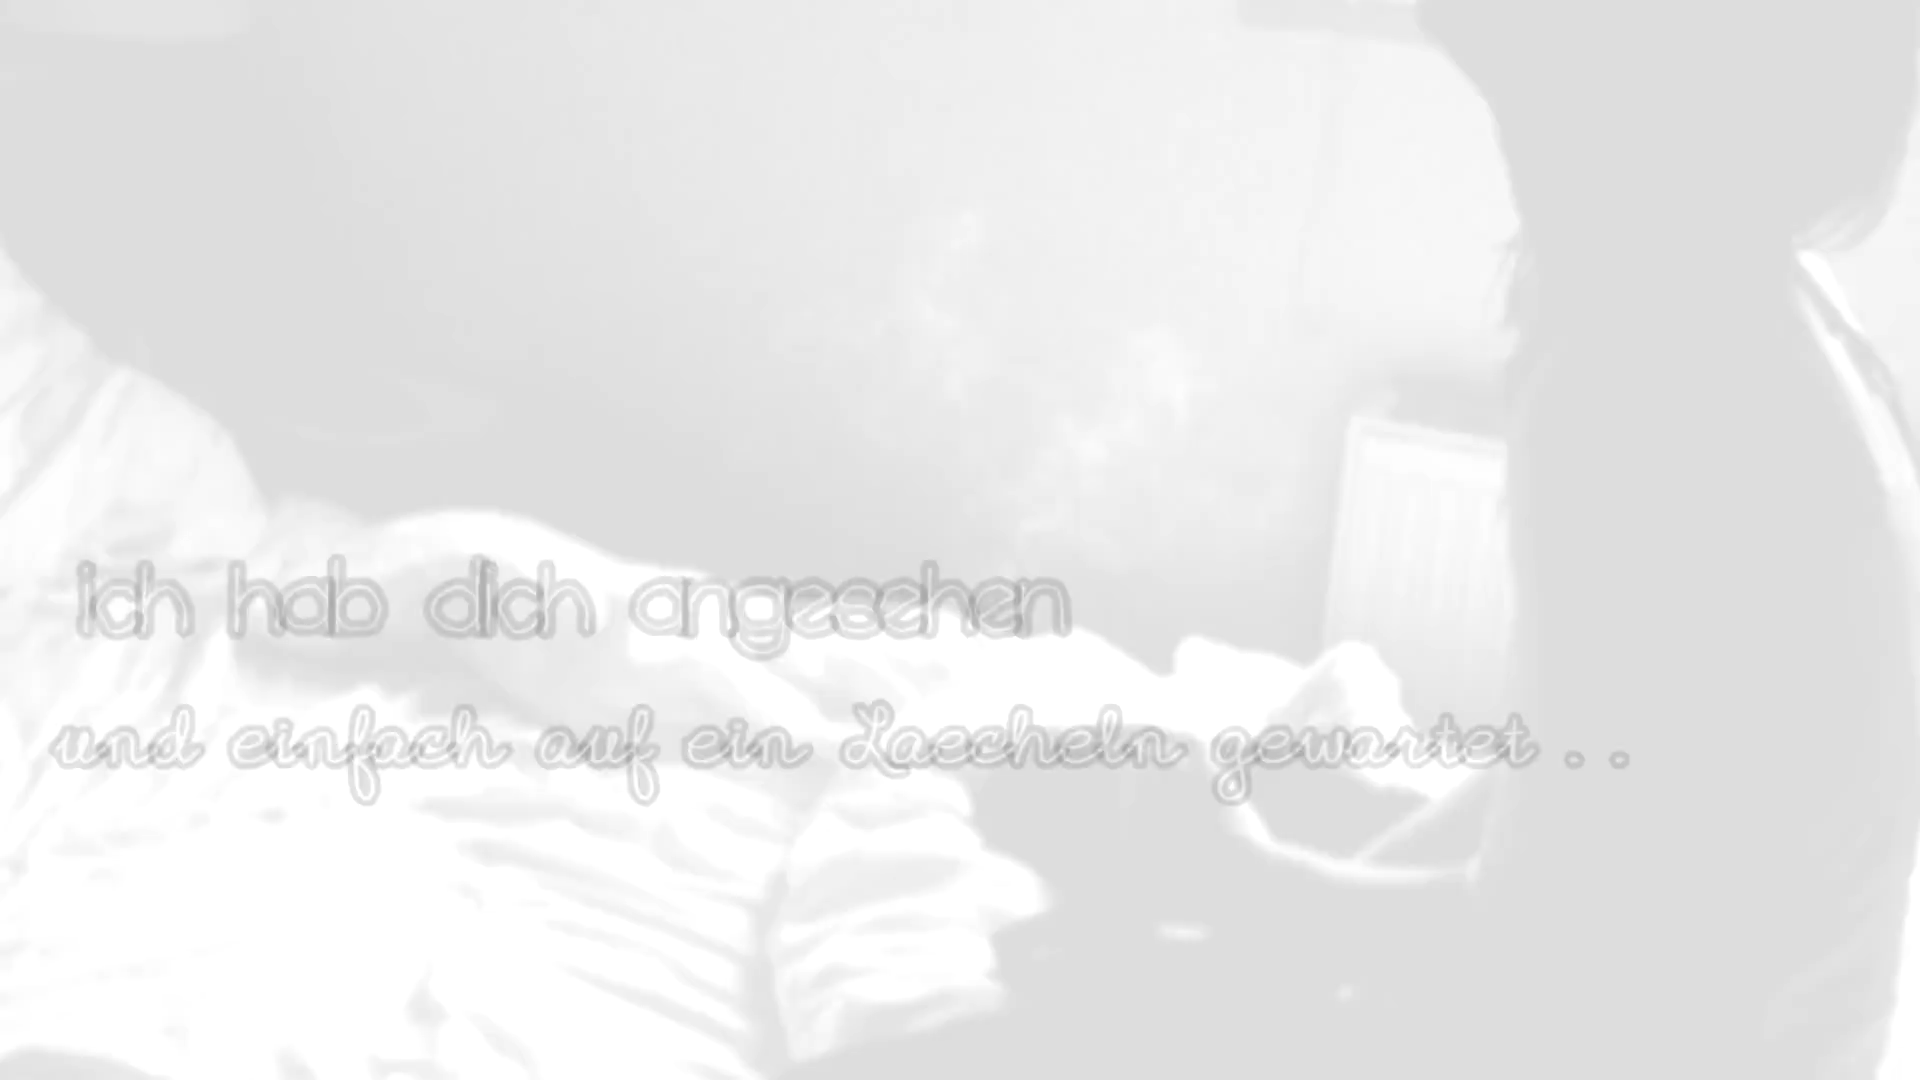 ich hab dich angesehen
und einfach auf ein Laecheln gewartet . .